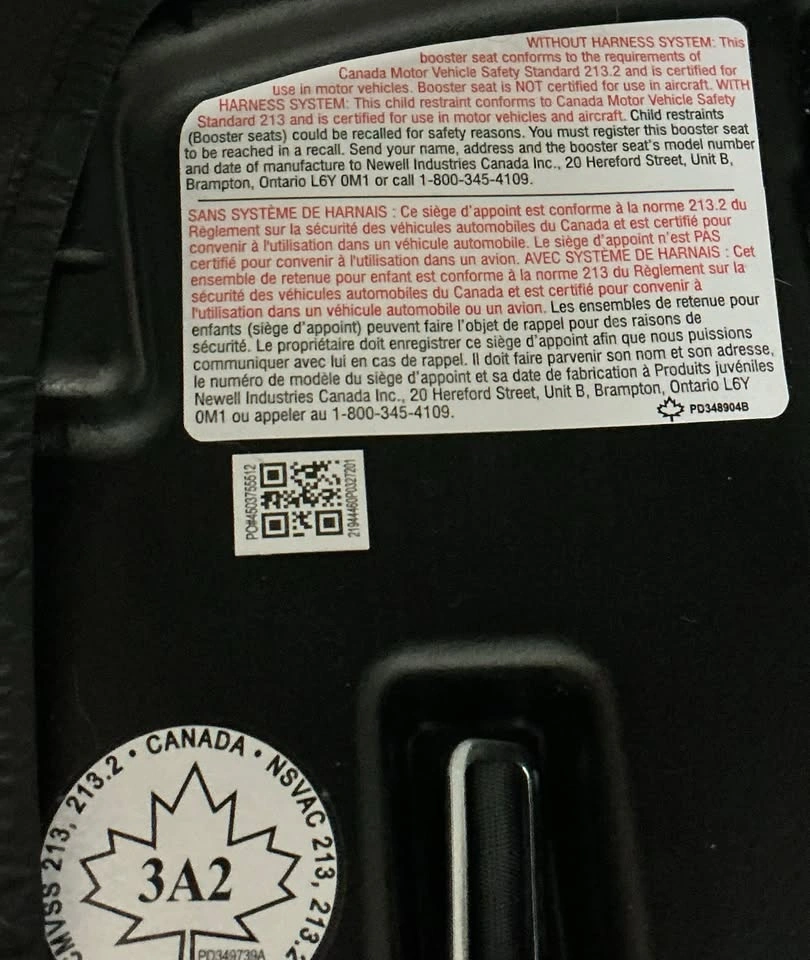 WITHOUT HARNESS SYSTEM: This
booster seat conforms to the requirements of
Canada Motor Vehicle Safety Standard 213.2 and is certified for
use in motor vehicles. Booster seat is NOT certified for use in aircraft. WITH
HARNESS SYSTEM: This child restraint conforms to Canada Motor Vehicle Safety
Standard 213 and is certified for use in motor vehicles and aircraft. Child restraints
(Booster seats) could be recalled for safety reasons. You must register this booster seat
to be reached in a recall. Send your name, address and the booster seat's model number
and date of manufacture to Newell Industries Canada Inc., 20 Hereford Street, Unit B,
Brampton, Ontario L6Y 0M1 or call 1-800-345-4109.
SANS SYSTÈME DE HARNAIS : Ce siège d'appoint est conforme à la norme 213.2 du
Règlement sur la sécurité des véhicules automobiles du Canada et est certifié pour
convenir à l'utilisation dans un véhicule automobile. Le siège d'appoint n'est PAS
certifié pour convenir à l'utilisation dans un avion. AVEC SYSTÈME DE HARNAIS : Cet
ensemble de retenue pour enfant est conforme à la norme 213 du Règlement sur la
sécurité des véhicules automobiles du Canada et est certifié pour convenir à
l'utilisation dans un véhicule automobile ou un avion. Les ensembles de retenue pour
enfants (siège d'appoint) peuvent faire l'objet de rappel pour des raisons de
sécurité. Le propriétaire doit enregistrer ce siège d'appoint afin que nous puissions
communiquer avec lui en cas de rappel. Il doit faire parvenir son nom et son adresse,
le numéro de modèle du siège d'appoint et sa date de fabrication à Produits juvéniles
Newell Industries Canada Inc., 20 Hereford Street, Unit B, Brampton, Ontario L6Y
0M1 ou appeler au 1-800-345-4109.
PD348904B
PO#4503755512
21944460P0327201
CMVSS 213, 213.2 • CANADA • NSVAC 213, 213.2
3A2
PD349739A